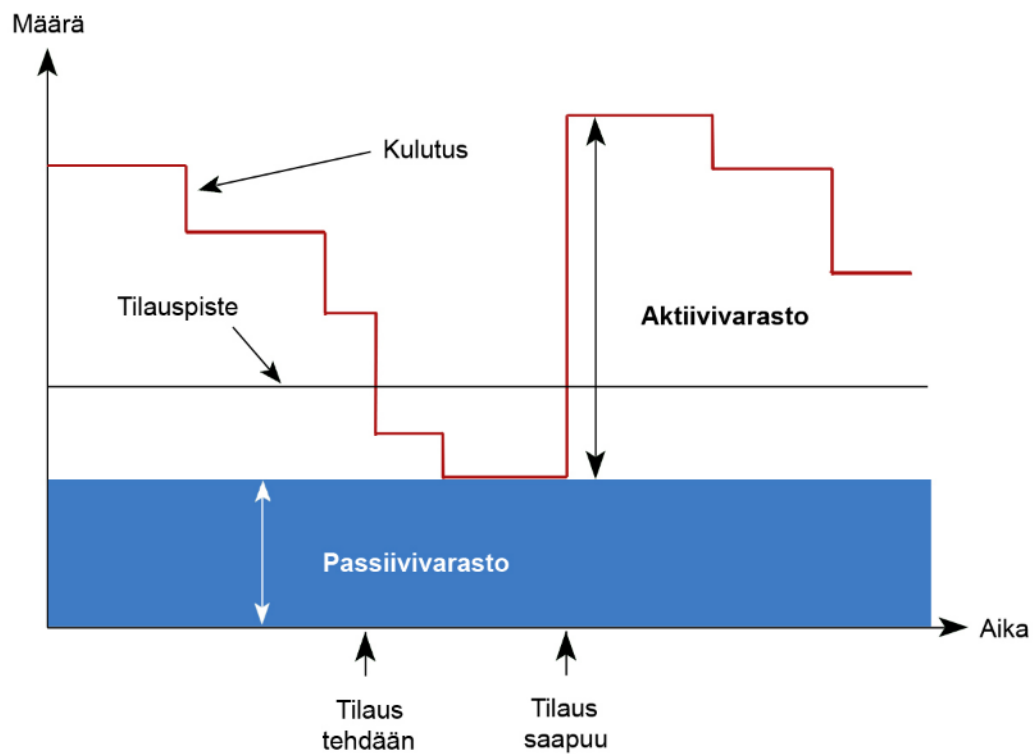 Määrä
Kulutus
Tilauspiste
Aktiivivarasto
Passiivivarasto
Aika
Tilaus
tehdään
Tilaus
saapuu